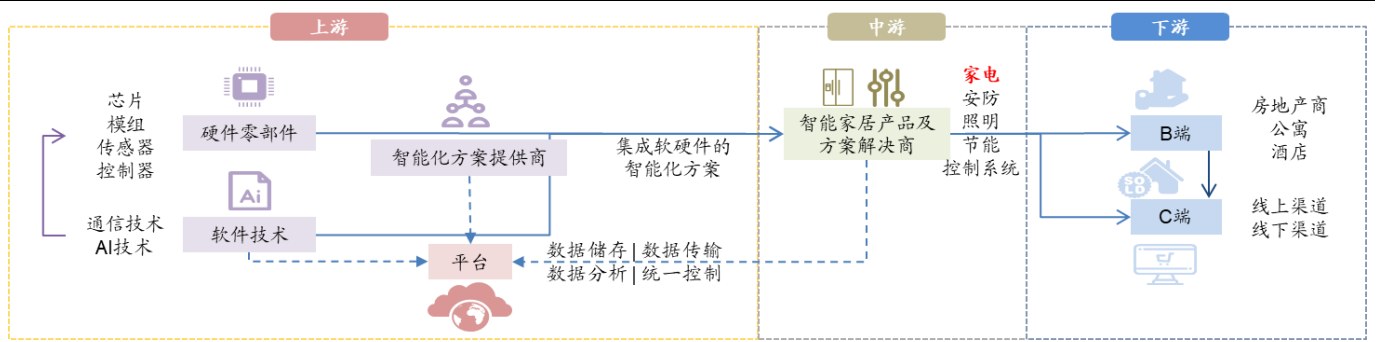 上游
中游
下游
芯片
模组
传感器
控制器
硬件零部件
智能化方案提供商
集成软硬件的
智能化方案
通信技术
AI技术
Ai
软件技术
平台
数据储存|数据传输
数据分析|统一控制
智能家居产品及
方案解决商
家电
安防
照明
节能
控制系统
B端
房地产商
公寓
酒店
SOLD
C端
线上渠道
线下渠道